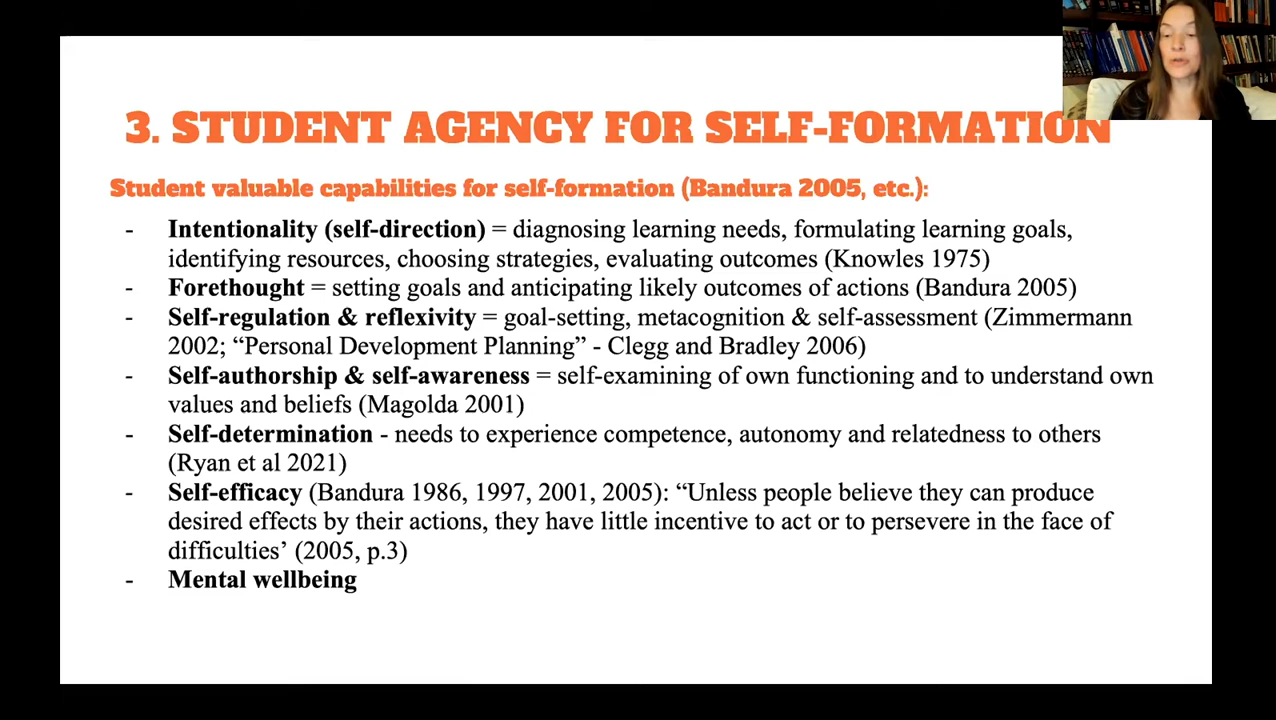 3. STUDENT AGENCY FOR SELF-FORMATION
Student valuable capabilities for self-formation (Bandura 2005, etc.):
- Intentionality (self-direction) = diagnosing learning needs, formulating learning goals,
identifying resources, choosing strategies, evaluating outcomes (Knowles 1975)
- Forethought = setting goals and anticipating likely outcomes of actions (Bandura 2005)
- Self-regulation & reflexivity = goal-setting, metacognition & self-assessment (Zimmermann
2002; “Personal Development Planning” - Clegg and Bradley 2006)
- Self-authorship & self-awareness = self-examining of own functioning and to understand own
values and beliefs (Magolda 2001)
- Self-determination - needs to experience competence, autonomy and relatedness to others
(Ryan et al 2021)
- Self-efficacy (Bandura 1986, 1997, 2001, 2005): “Unless people believe they can produce
desired effects by their actions, they have little incentive to act or to persevere in the face of
difficulties’ (2005, p.3)
- Mental wellbeing